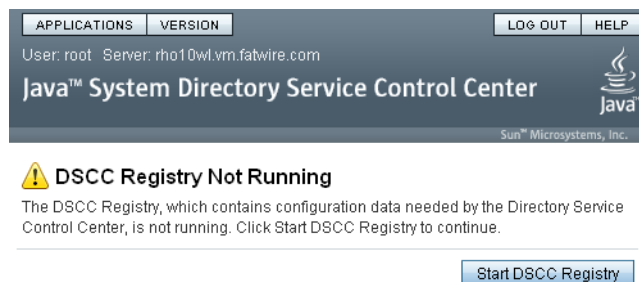 APPLICATIONS VERSION LOG OUT HELP
User: root Server: rho10wl.vm.fatwire.com
Java™ System Directory Service Control Center
Java™
Sun™ Microsystems, Inc.
DSCC Registry Not Running
The DSCC Registry, which contains configuration data needed by the Directory Service
Control Center, is not running. Click Start DSCC Registry to continue.
Start DSCC Registry